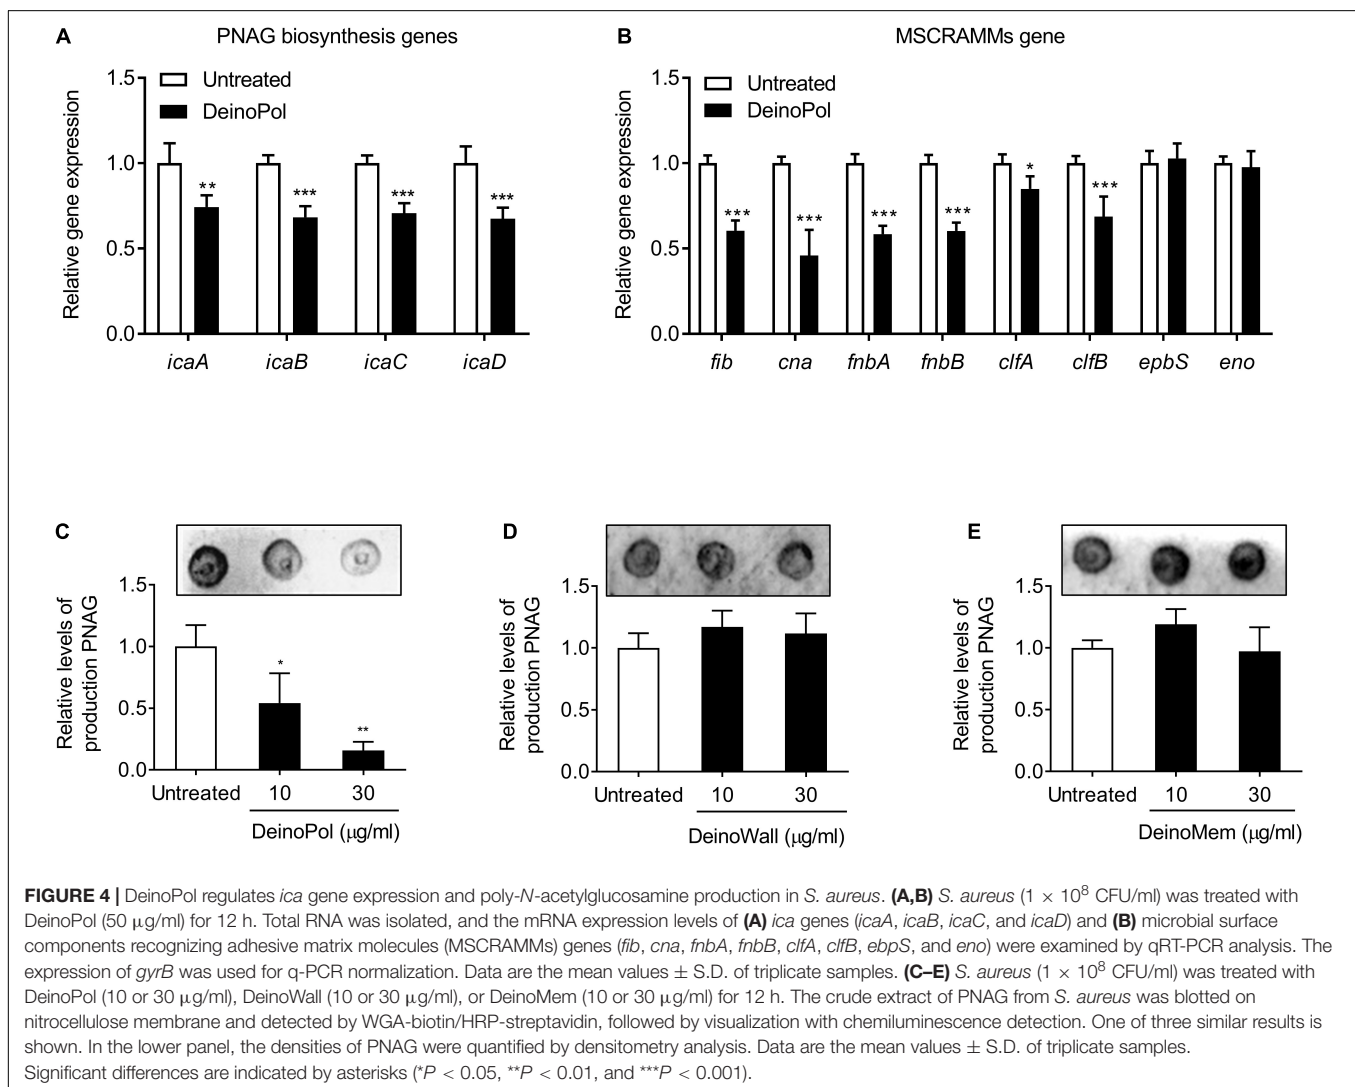 A
PNAG biosynthesis genes
Relative gene expression
1.5
1.0
0.5
0.0
Untreated
DeinoPol
**
***
***
***
icaA icaB icaC icaD
B
MSCRAMMs gene
Relative gene expression
1.5
1.0
0.5
0.0
Untreated
DeinoPol
***
***
***
***
*
***
fib cna fnbA fnbB clfA clfB epbS eno
C
Relative levels of
production PNAG
1.5
1.0
0.5
0.0
*
**
Untreated 10 30
DeinoPol (μg/ml)
D
Relative levels of
production PNAG
1.5
1.0
0.5
0.0
Untreated 10 30
DeinoWall (μg/ml)
E
Relative levels of
production PNAG
1.5
1.0
0.5
0.0
Untreated 10 30
DeinoMem (μg/ml)
FIGURE 4 | DeinoPol regulates ica gene expression and poly-N-acetylglucosamine production in S. aureus. (A,B) S. aureus (1 × 10⁸ CFU/ml) was treated with
DeinoPol (50 μg/ml) for 12 h. Total RNA was isolated, and the mRNA expression levels of (A) ica genes (icaA, icaB, icaC, and icaD) and (B) microbial surface
components recognizing adhesive matrix molecules (MSCRAMMs) genes (fib, cna, fnbA, fnbB, clfA, clfB, ebpS, and eno) were examined by qRT-PCR analysis. The
expression of gyrB was used for q-PCR normalization. Data are the mean values ± S.D. of triplicate samples. (C–E) S. aureus (1 × 10⁸ CFU/ml) was treated with
DeinoPol (10 or 30 μg/ml), DeinoWall (10 or 30 μg/ml), or DeinoMem (10 or 30 μg/ml) for 12 h. The crude extract of PNAG from S. aureus was blotted on
nitrocellulose membrane and detected by WGA-biotin/HRP-streptavidin, followed by visualization with chemiluminescence detection. One of three similar results is
shown. In the lower panel, the densities of PNAG were quantified by densitometry analysis. Data are the mean values ± S.D. of triplicate samples.
Significant differences are indicated by asterisks (*P < 0.05, **P < 0.01, and ***P < 0.001).